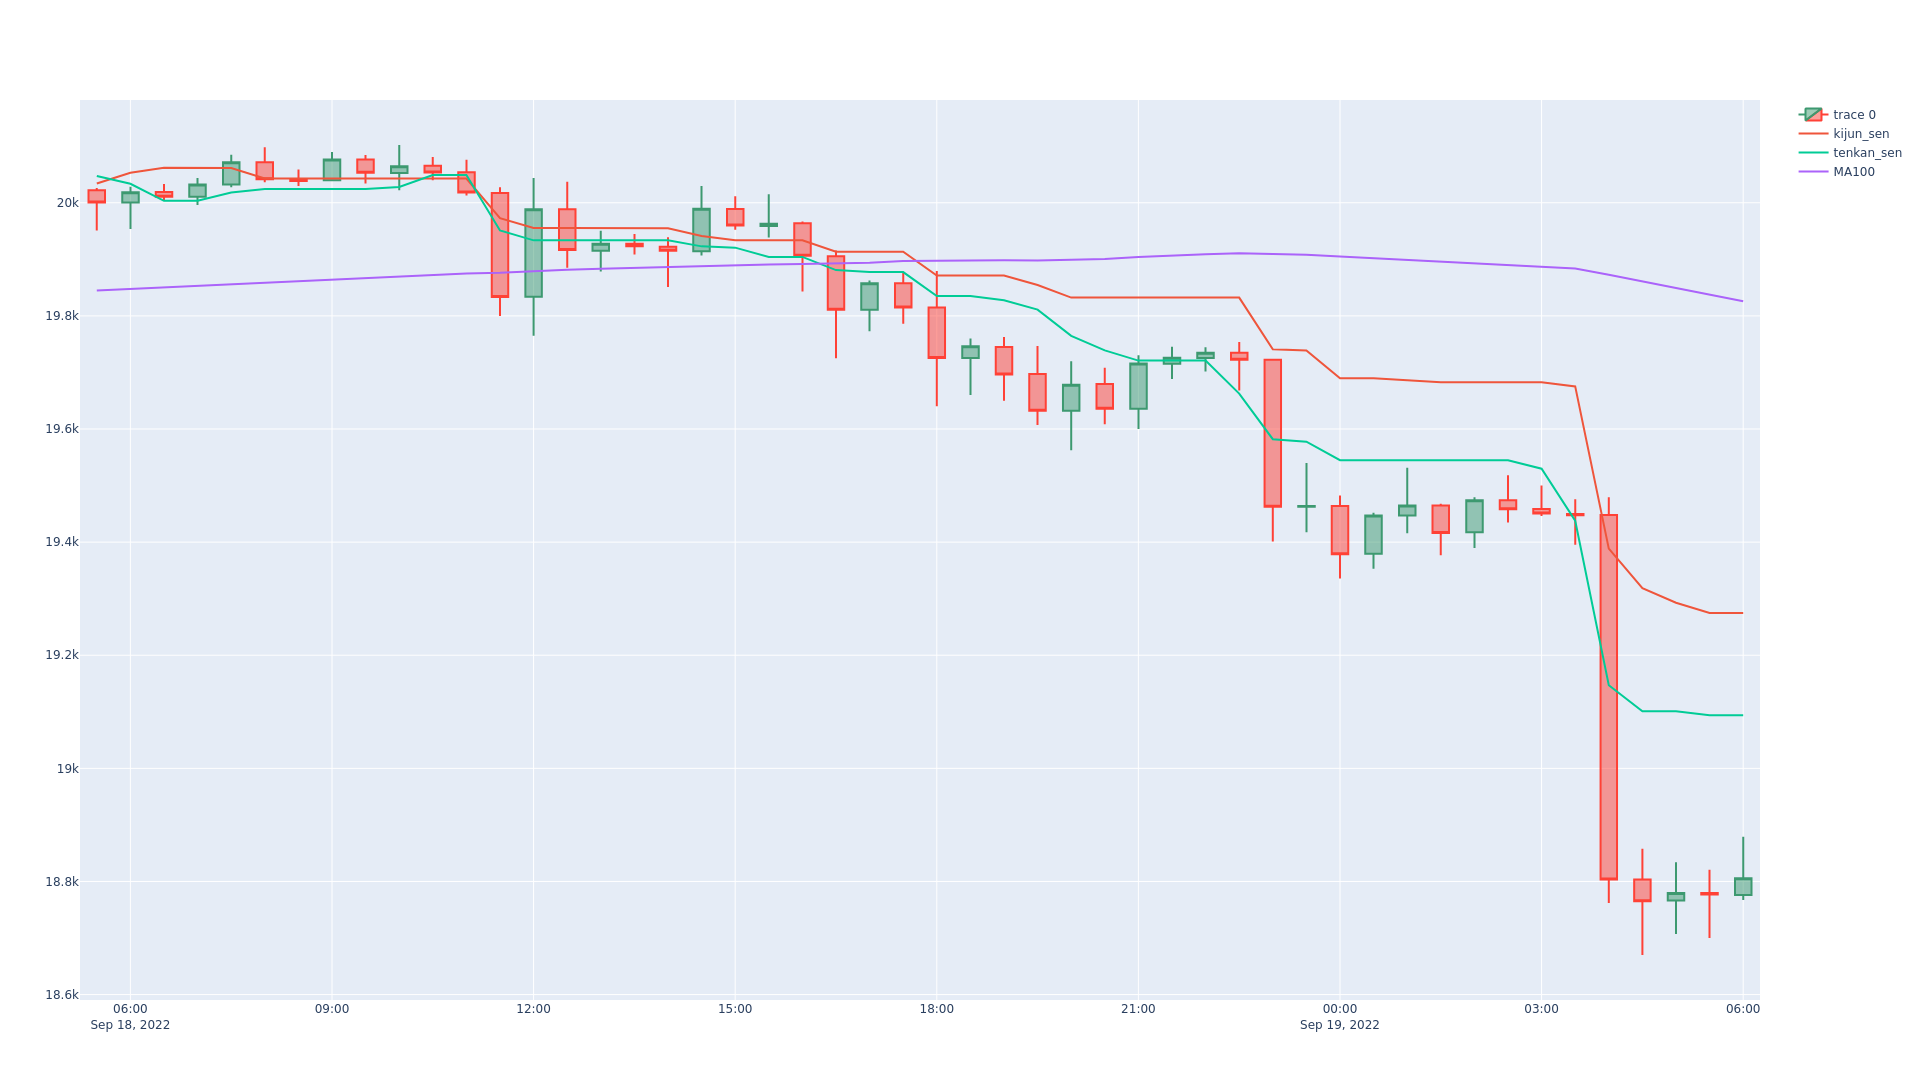 trace 0
kijun_sen
tenkan_sen
MA100
20k
19.8k
19.6k
19.4k
19.2k
19k
18.8k
18.6k
06:00 09:00 12:00 15:00 18:00 21:00 00:00 03:00 06:00
Sep 18, 2022 Sep 19, 2022